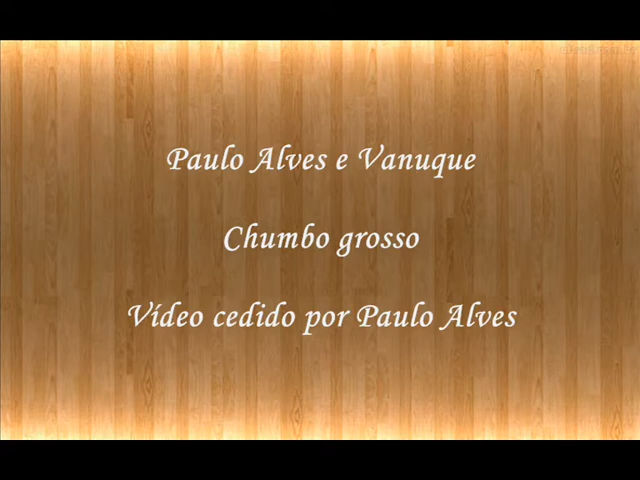 Paulo Alves e Vanuque
Chumbo grosso
Vídeo cedido por Paulo Alves